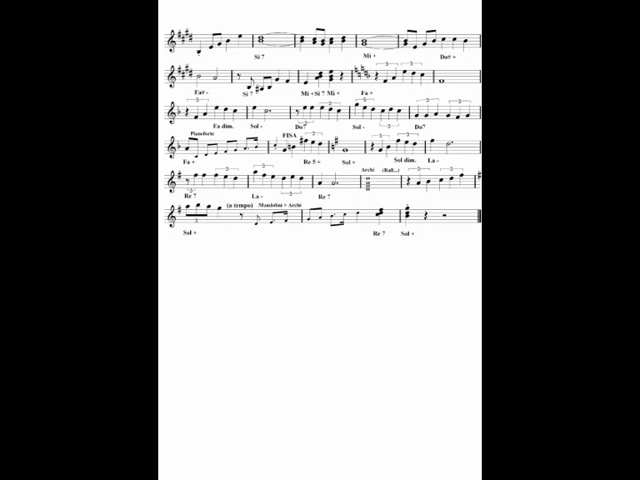 Si 7 Mi + Do# +
Fa# - Si 7 Mi + Si 7 Mi + Fa +
Fa dim. Sol - Do7 Sol - Do7
Pianoforte FISA
Fa + Re 5 + Sol + Sol dim. La -
Archi (Rall...)
Re 7 La - Re 7
(a tempo) Mandolini + Archi
Sol + Re 7 Sol +